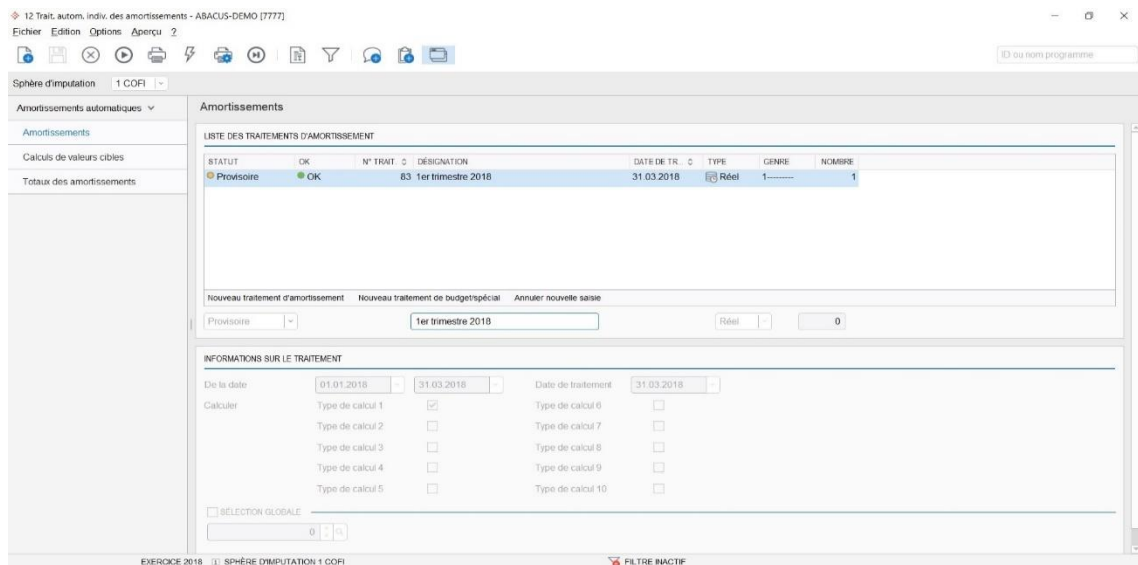 12 Trait. autom. indiv. des amortissements - ABACUS-DEMO [7777]
Fichier Edition Options Aperçu ?
ID ou nom programme
Sphère d'imputation 1 COFI
Amortissements automatiques
Amortissements
Calculs de valeurs cibles
Totaux des amortissements
Amortissements
LISTE DES TRAITEMENTS D'AMORTISSEMENT
STATUT OK N° TRAIT. DÉSIGNATION DATE DE TR... TYPE GENRE NOMBRE
Provisoire OK 83 1er trimestre 2018 31.03.2018 Réel 1--------- 1
Nouveau traitement d'amortissement Nouveau traitement de budget/spécial Annuler nouvelle saisie
Provisoire 1er trimestre 2018 Réel 0
INFORMATIONS SUR LE TRAITEMENT
De la date 01.01.2018 31.03.2018 Date de traitement 31.03.2018
Calculer Type de calcul 1 Type de calcul 6
Type de calcul 2 Type de calcul 7
Type de calcul 3 Type de calcul 8
Type de calcul 4 Type de calcul 9
Type de calcul 5 Type de calcul 10
SÉLECTION GLOBALE
0
EXERCICE 2018 1 SPHÈRE D'IMPUTATION 1 COFI FILTRE INACTIF